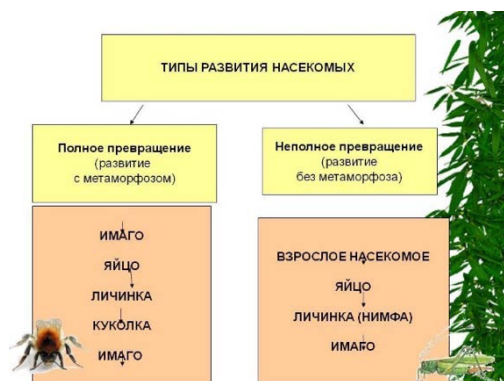 ТИПЫ РАЗВИТИЯ НАСЕКОМЫХ
Полное превращение
(развитие
с метаморфозом)
ИМАГО
ЯЙЦО
ЛИЧИНКА
КУКОЛКА
ИМАГО
Неполное превращение
(развитие
без метаморфоза)
ВЗРОСЛОЕ НАСЕКОМОЕ
ЯЙЦО
ЛИЧИНКА (НИМФА)
ИМАГО